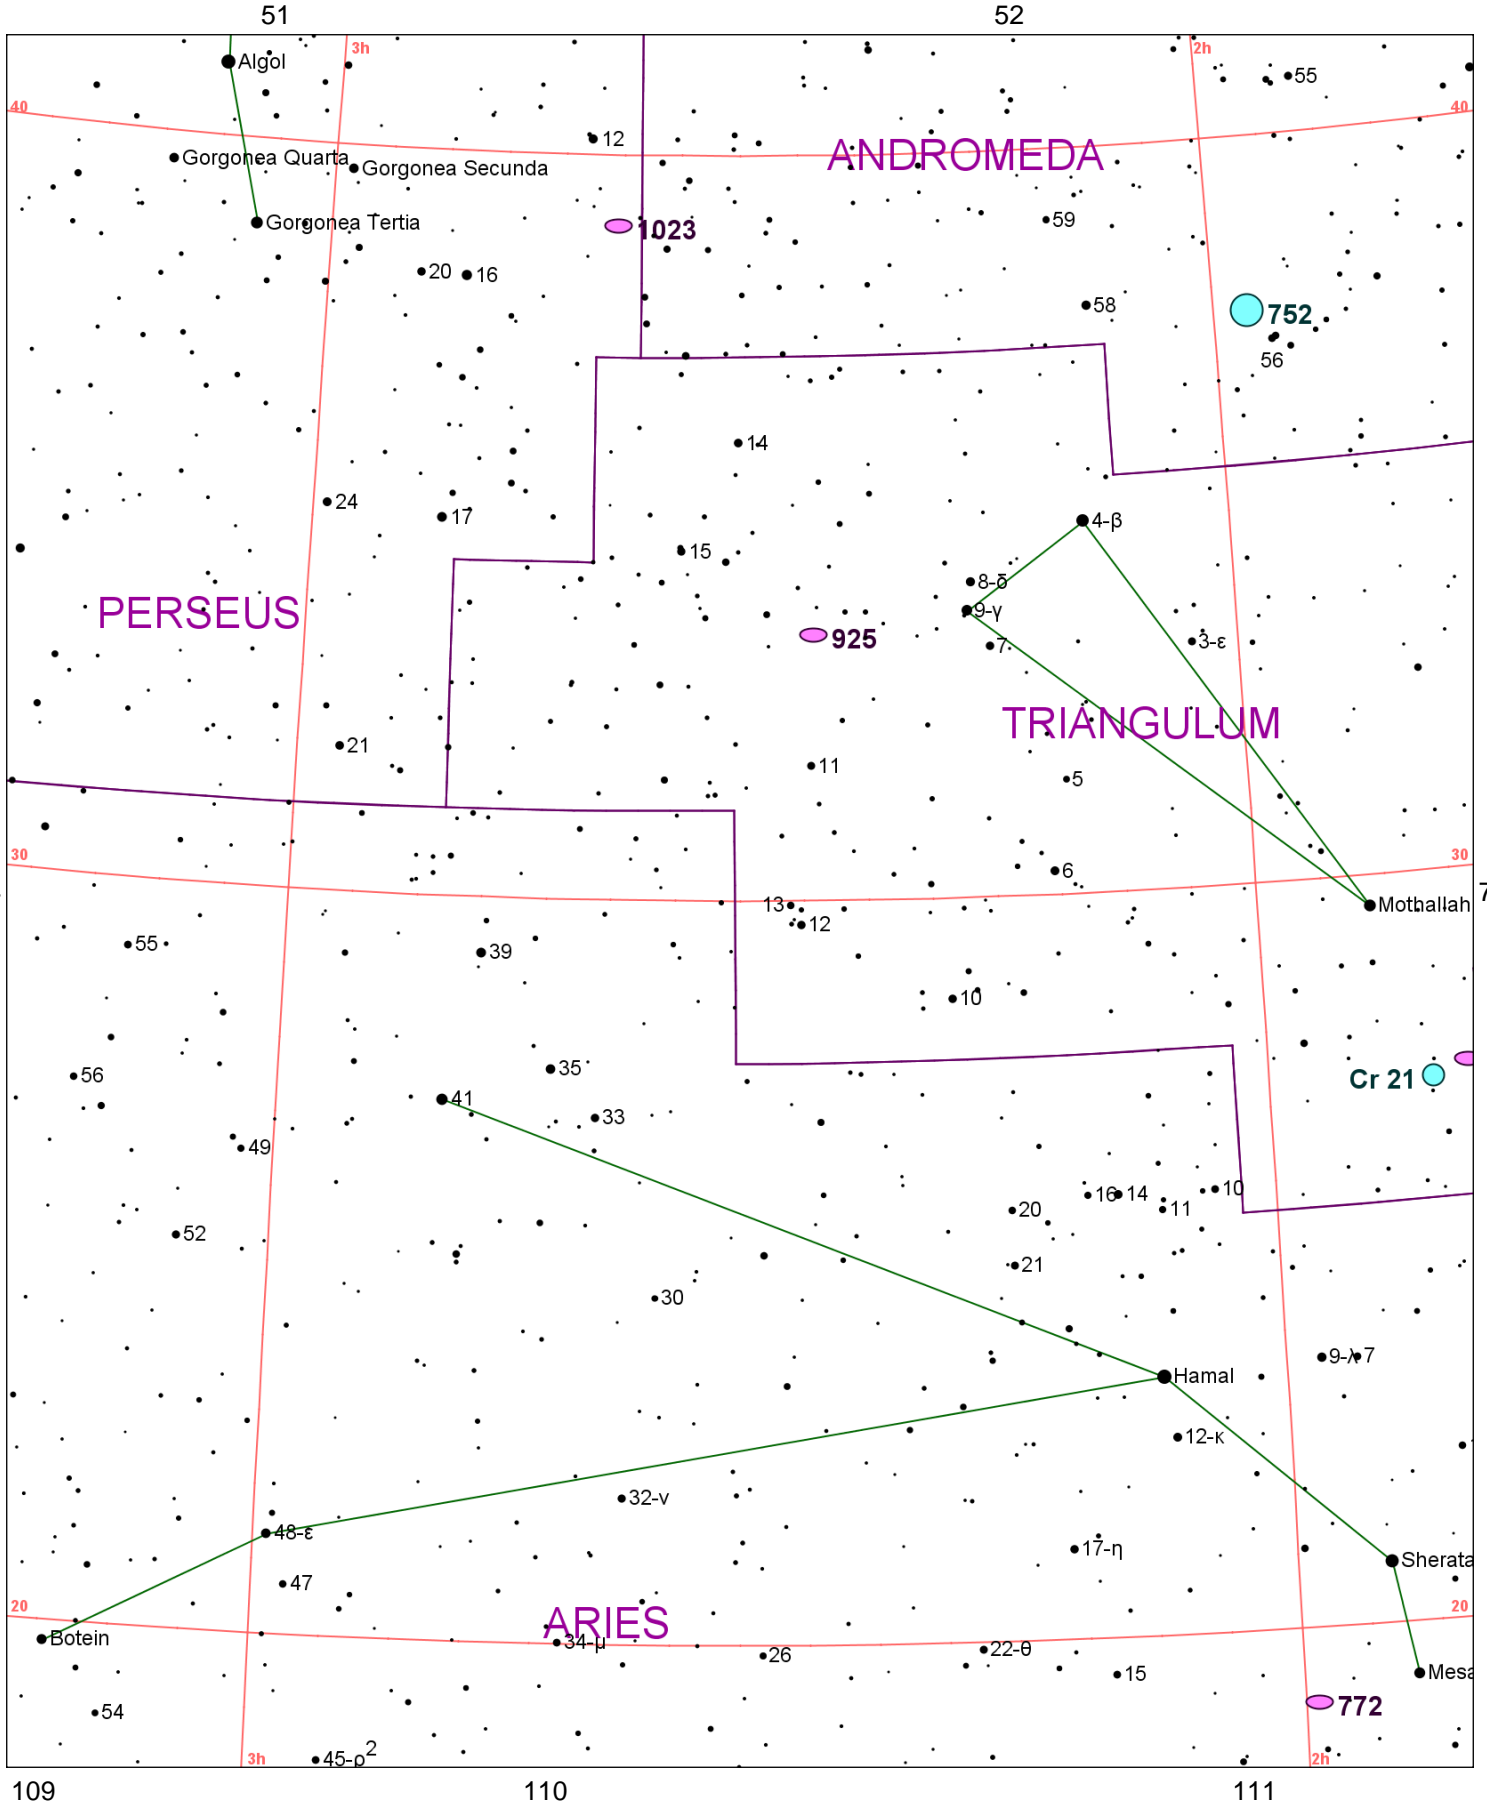 51
52
3h
2h
Algol
55
40
40
12
ANDROMEDA
Gorgonea Quarta
Gorgonea Secunda
Gorgonea Tertia
59
1023
20
16
58
752
56
14
24
17
4-β
15
8-δ
9-γ
PERSEUS
925
7
3-ε
TRIANGULUM
21
11
5
30
30
6
13
Mothallah
7
12
55
39
10
35
56
Cr 21
41
33
49
16
14
10
20
11
52
21
30
9-λ
7
Hamal
12-κ
32-ν
48-ε
17-η
Sherata
47
20
20
ARIES
Botein
34-μ
22-θ
26
15
Mesa
54
772
45-ρ2
3h
2h
109
110
111